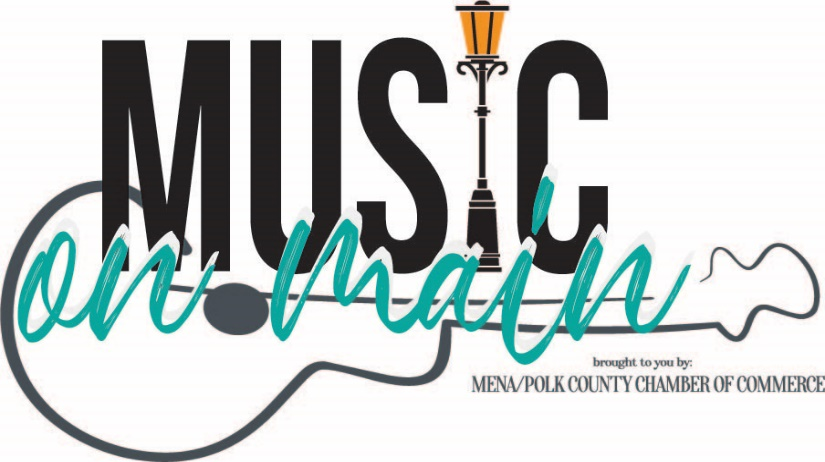 MUSIC
on main
brought to you by:
MENA/POLK COUNTY CHAMBER OF COMMERCE